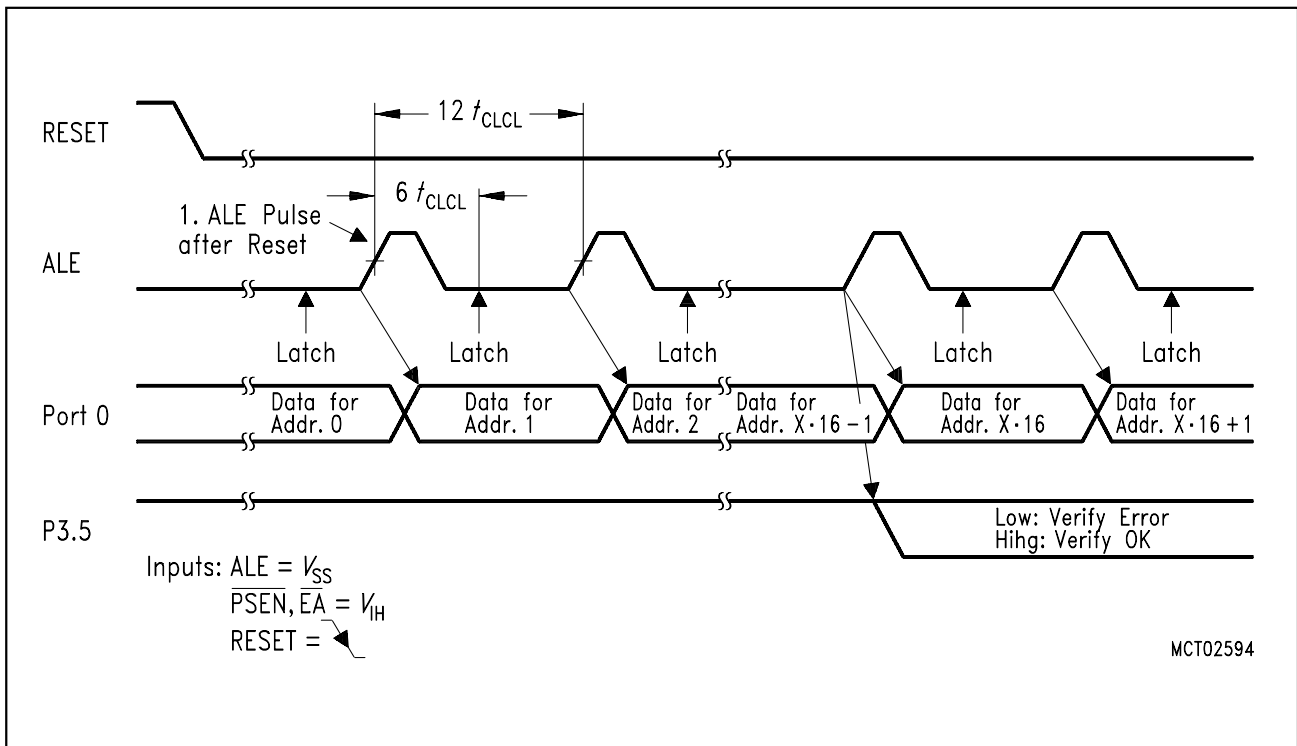 12 tCLCL
RESET
6 tCLCL
1. ALE Pulse
after Reset
ALE
Latch
Latch
Latch
Latch
Latch
Port 0
Data for
Addr. 0
Data for
Addr. 1
Data for
Addr. 2
Data for
Addr. X·16 – 1
Data for
Addr. X·16
Data for
Addr. X·16 + 1
P3.5
Low: Verify Error
Hihg: Verify OK
Inputs: ALE = VSS
PSEN, EA = VIH
RESET =
MCT02594